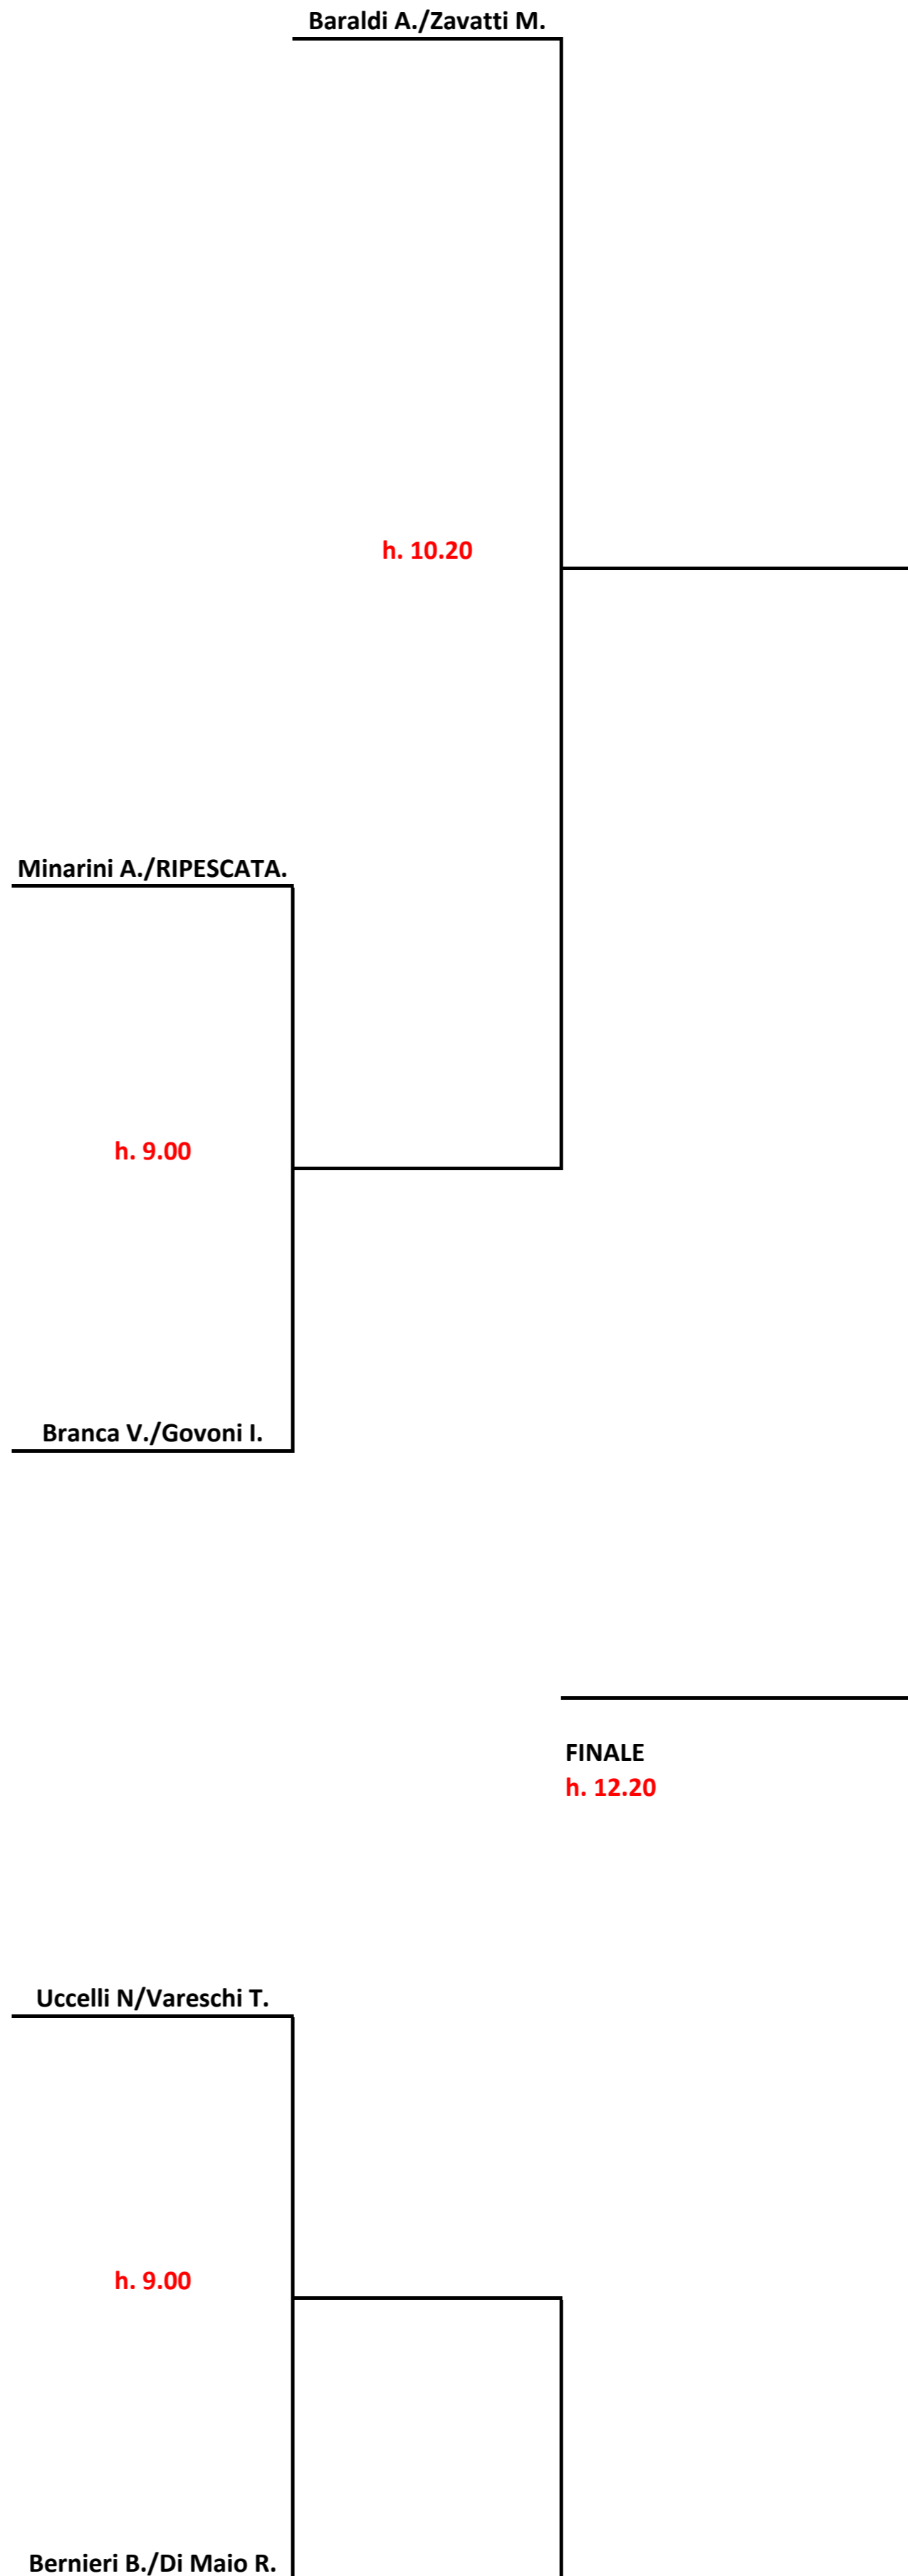 Baraldi A./Zavatti M.
h. 10.20
Minarini A./RIPESCATA.
h. 9.00
Branca V./Govoni I.
FINALE
h. 12.20
Uccelli N/Vareschi T.
h. 9.00
Bernieri B./Di Maio R.